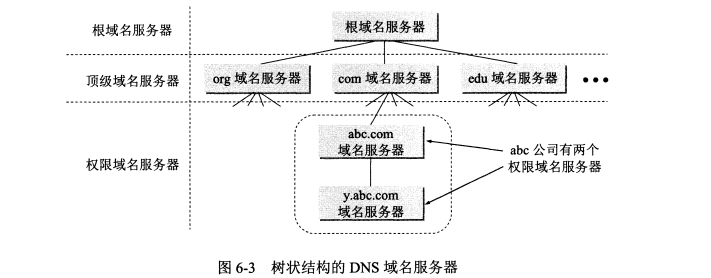 根域名服务器
根域名服务器
顶级域名服务器
org 域名服务器
com 域名服务器
edu 域名服务器
•••
权限域名服务器
abc.com
域名服务器
y.abc.com
域名服务器
abc 公司有两个
权限域名服务器
图 6-3 树状结构的 DNS 域名服务器